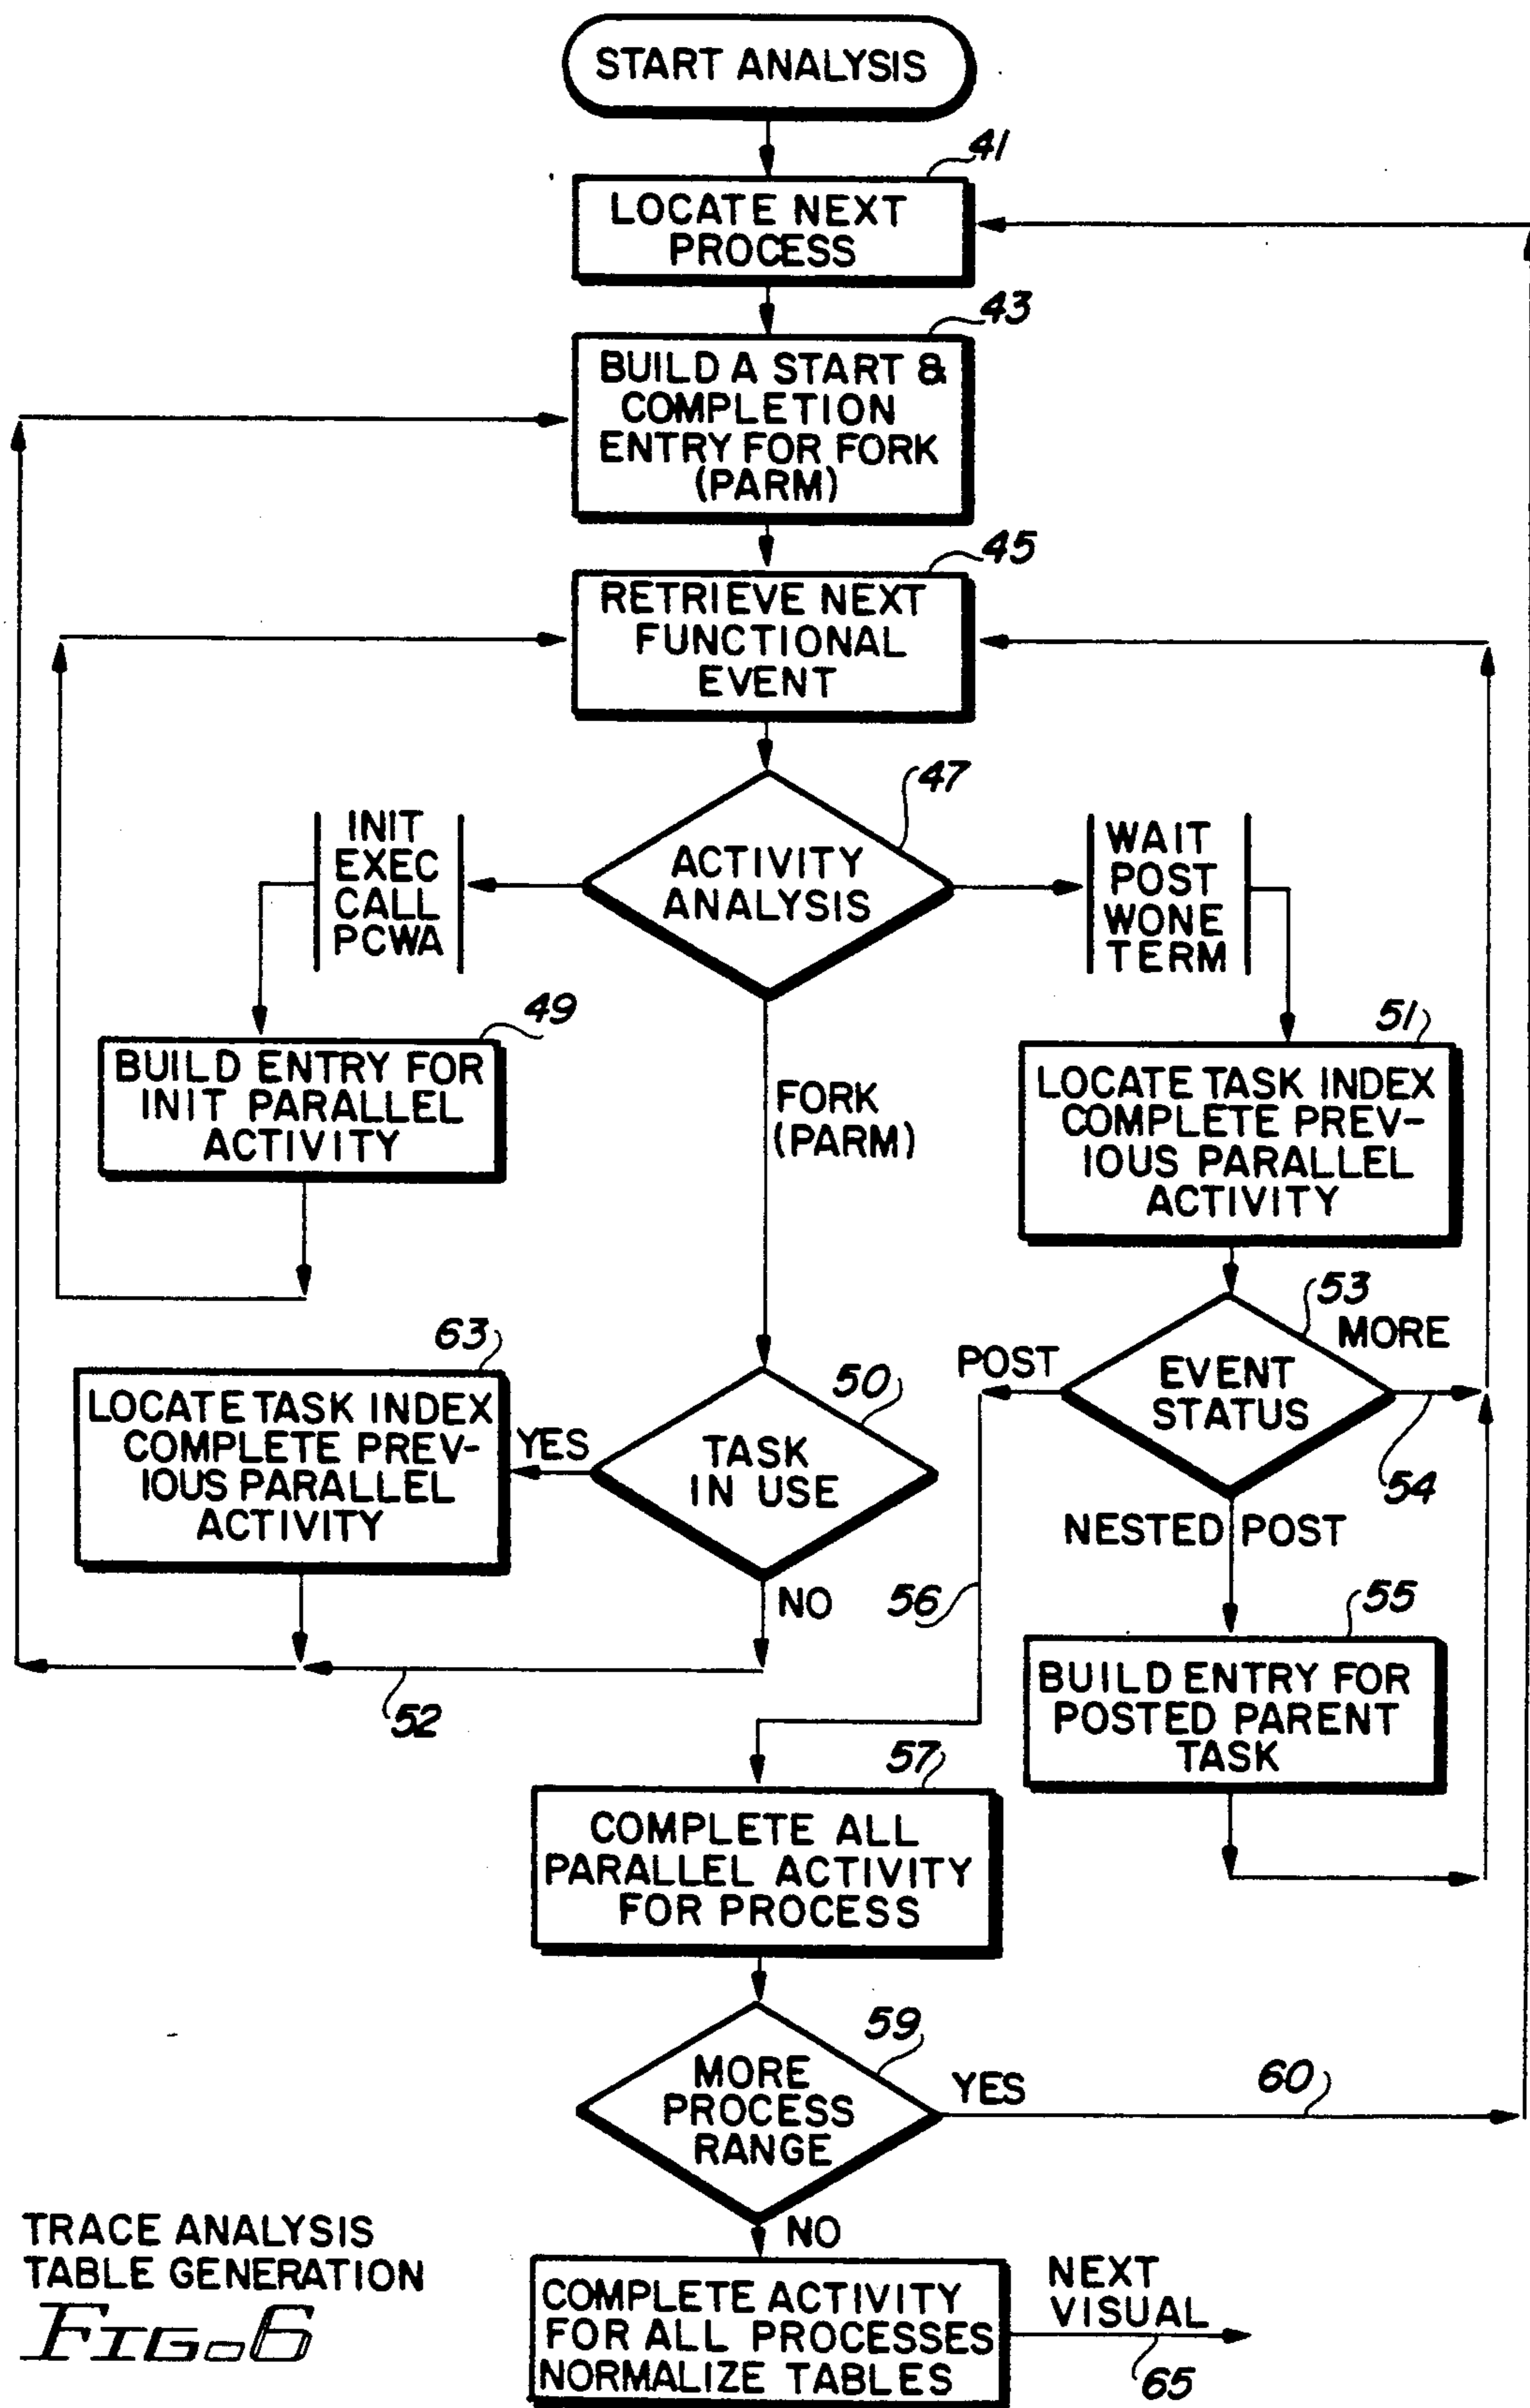 START ANALYSIS
41
LOCATE NEXT
PROCESS
43
BUILD A START &
COMPLETION
ENTRY FOR FORK
(PARM)
45
RETRIEVE NEXT
FUNCTIONAL
EVENT
47
ACTIVITY
ANALYSIS
INIT
EXEC
CALL
PCWA
WAIT
POST
WONE
TERM
49
BUILD ENTRY FOR
INIT PARALLEL
ACTIVITY
FORK
(PARM)
51
LOCATE TASK INDEX
COMPLETE PREV-
IOUS PARALLEL
ACTIVITY
53
MORE
POST
EVENT
STATUS
54
NESTED POST
63
LOCATE TASK INDEX
COMPLETE PREV-
IOUS PARALLEL
ACTIVITY
YES
50
TASK
IN USE
NO
52
56
55
BUILD ENTRY FOR
POSTED PARENT
TASK
57
COMPLETE ALL
PARALLEL ACTIVITY
FOR PROCESS
59
MORE
PROCESS
RANGE
YES
60
NO
COMPLETE ACTIVITY
FOR ALL PROCESSES
NORMALIZE TABLES
NEXT
VISUAL
65
TRACE ANALYSIS
TABLE GENERATION
FIG. 6